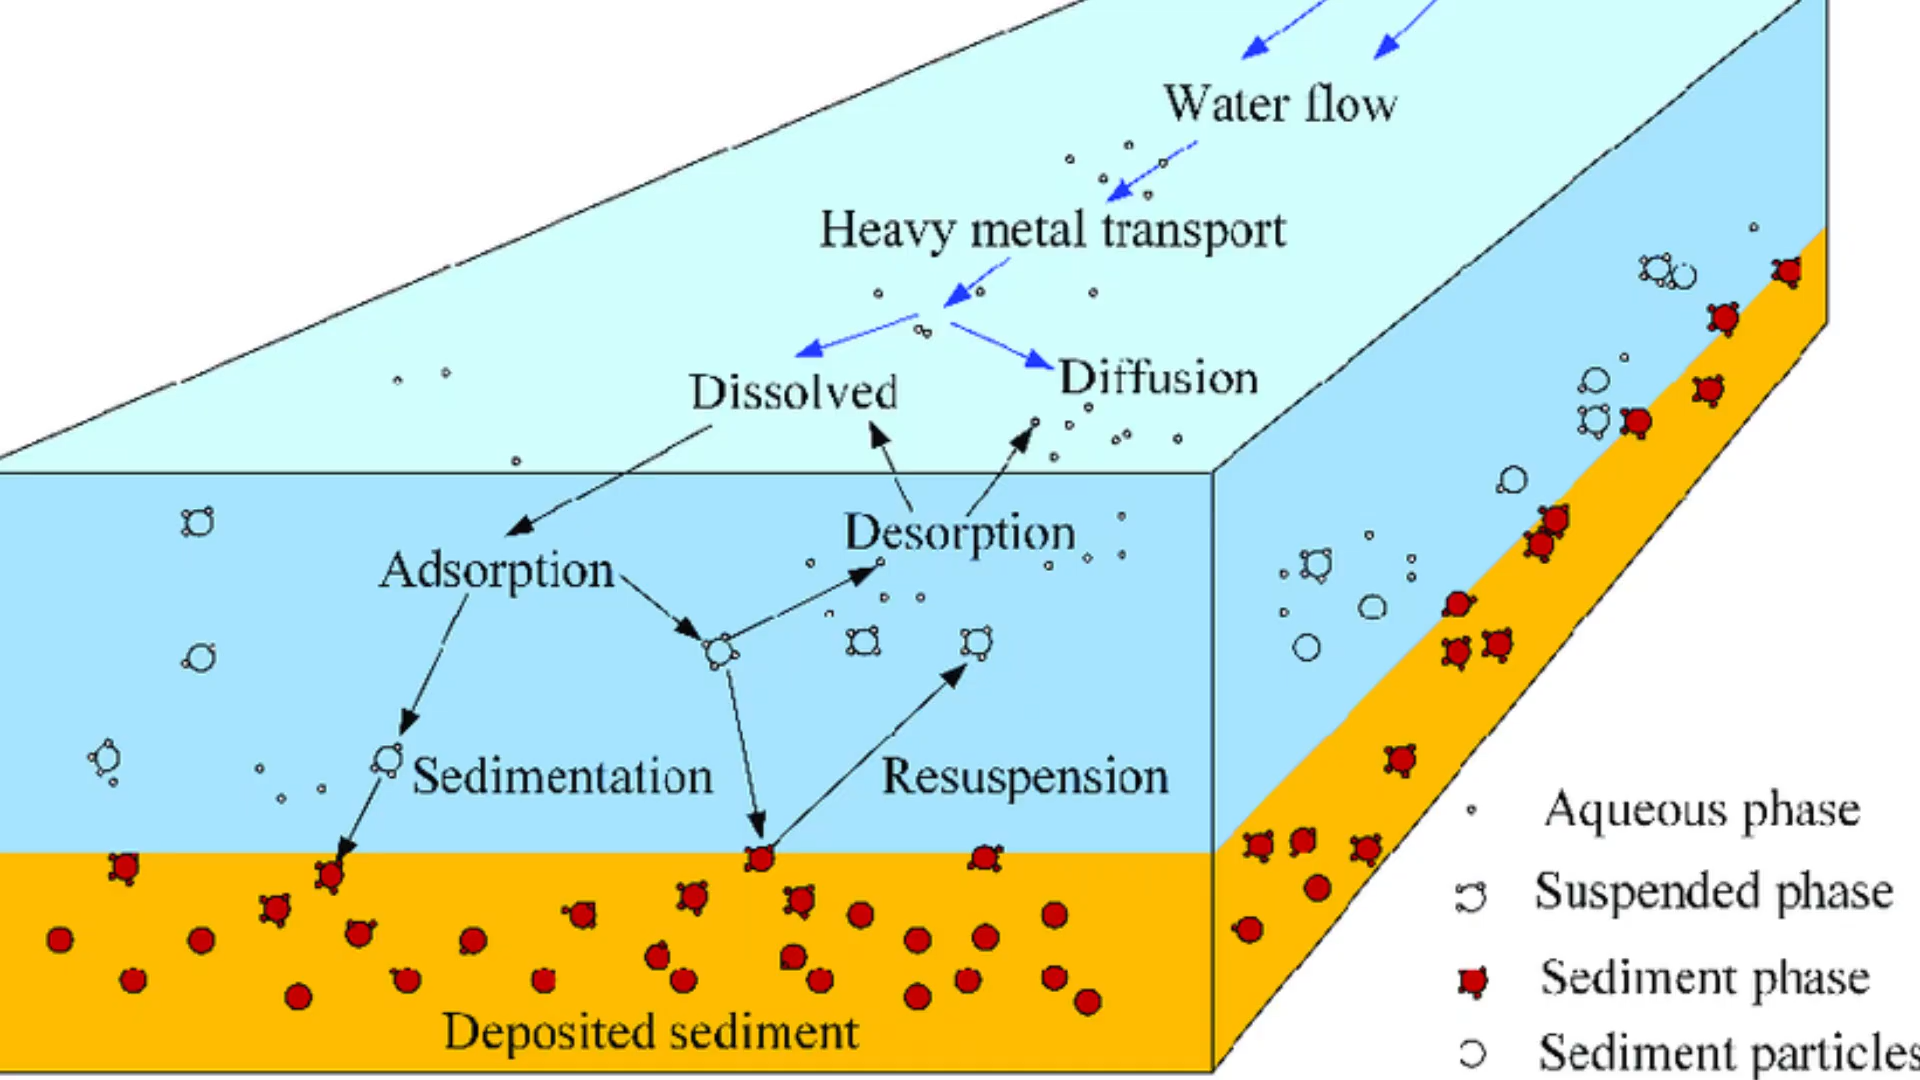 Water flow
Heavy metal transport
Dissolved
Diffusion
Desorption
Adsorption
Sedimentation
Resuspension
Deposited sediment
Aqueous phase
Suspended phase
Sediment phase
Sediment particles